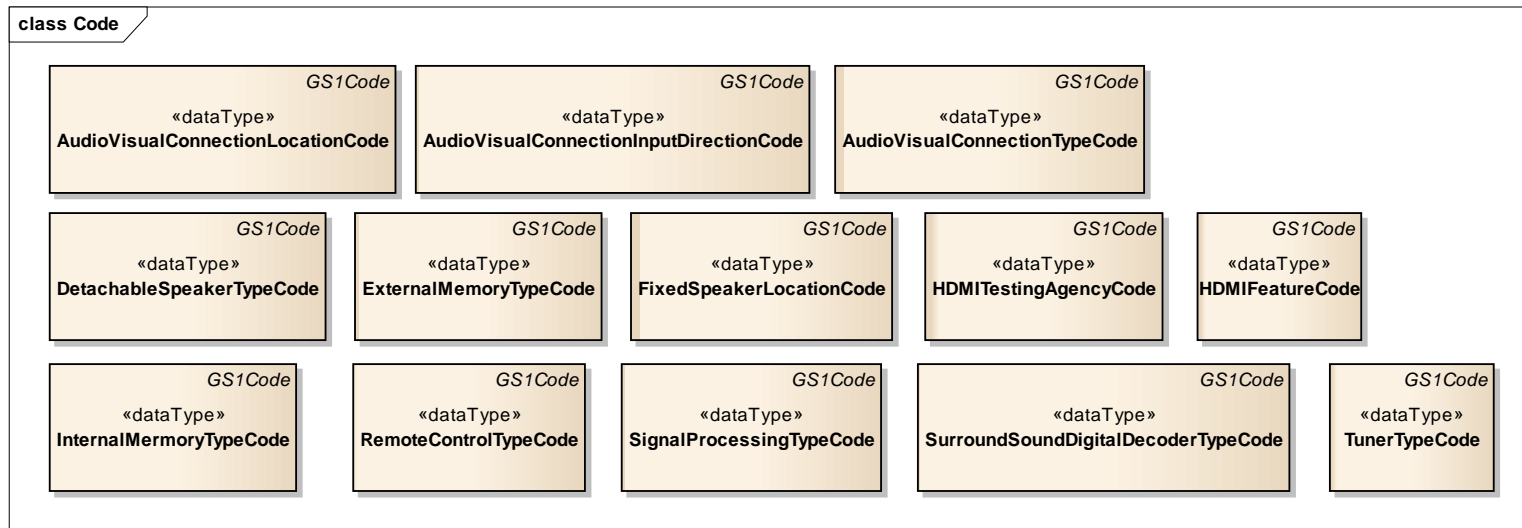 class Code
GS1Code
«dataType»
AudioVisualConnectionLocationCode
GS1Code
«dataType»
AudioVisualConnectionInputDirectionCode
GS1Code
«dataType»
AudioVisualConnectionTypeCode
GS1Code
«dataType»
DetachableSpeakerTypeCode
GS1Code
«dataType»
ExternalMemoryTypeCode
GS1Code
«dataType»
FixedSpeakerLocationCode
GS1Code
«dataType»
HDMITestingAgencyCode
GS1Code
«dataType»
HDMIFeatureCode
GS1Code
«dataType»
InternalMermoryTypeCode
GS1Code
«dataType»
RemoteControlTypeCode
GS1Code
«dataType»
SignalProcessingTypeCode
GS1Code
«dataType»
SurroundSoundDigitalDecoderTypeCode
GS1Code
«dataType»
TunerTypeCode